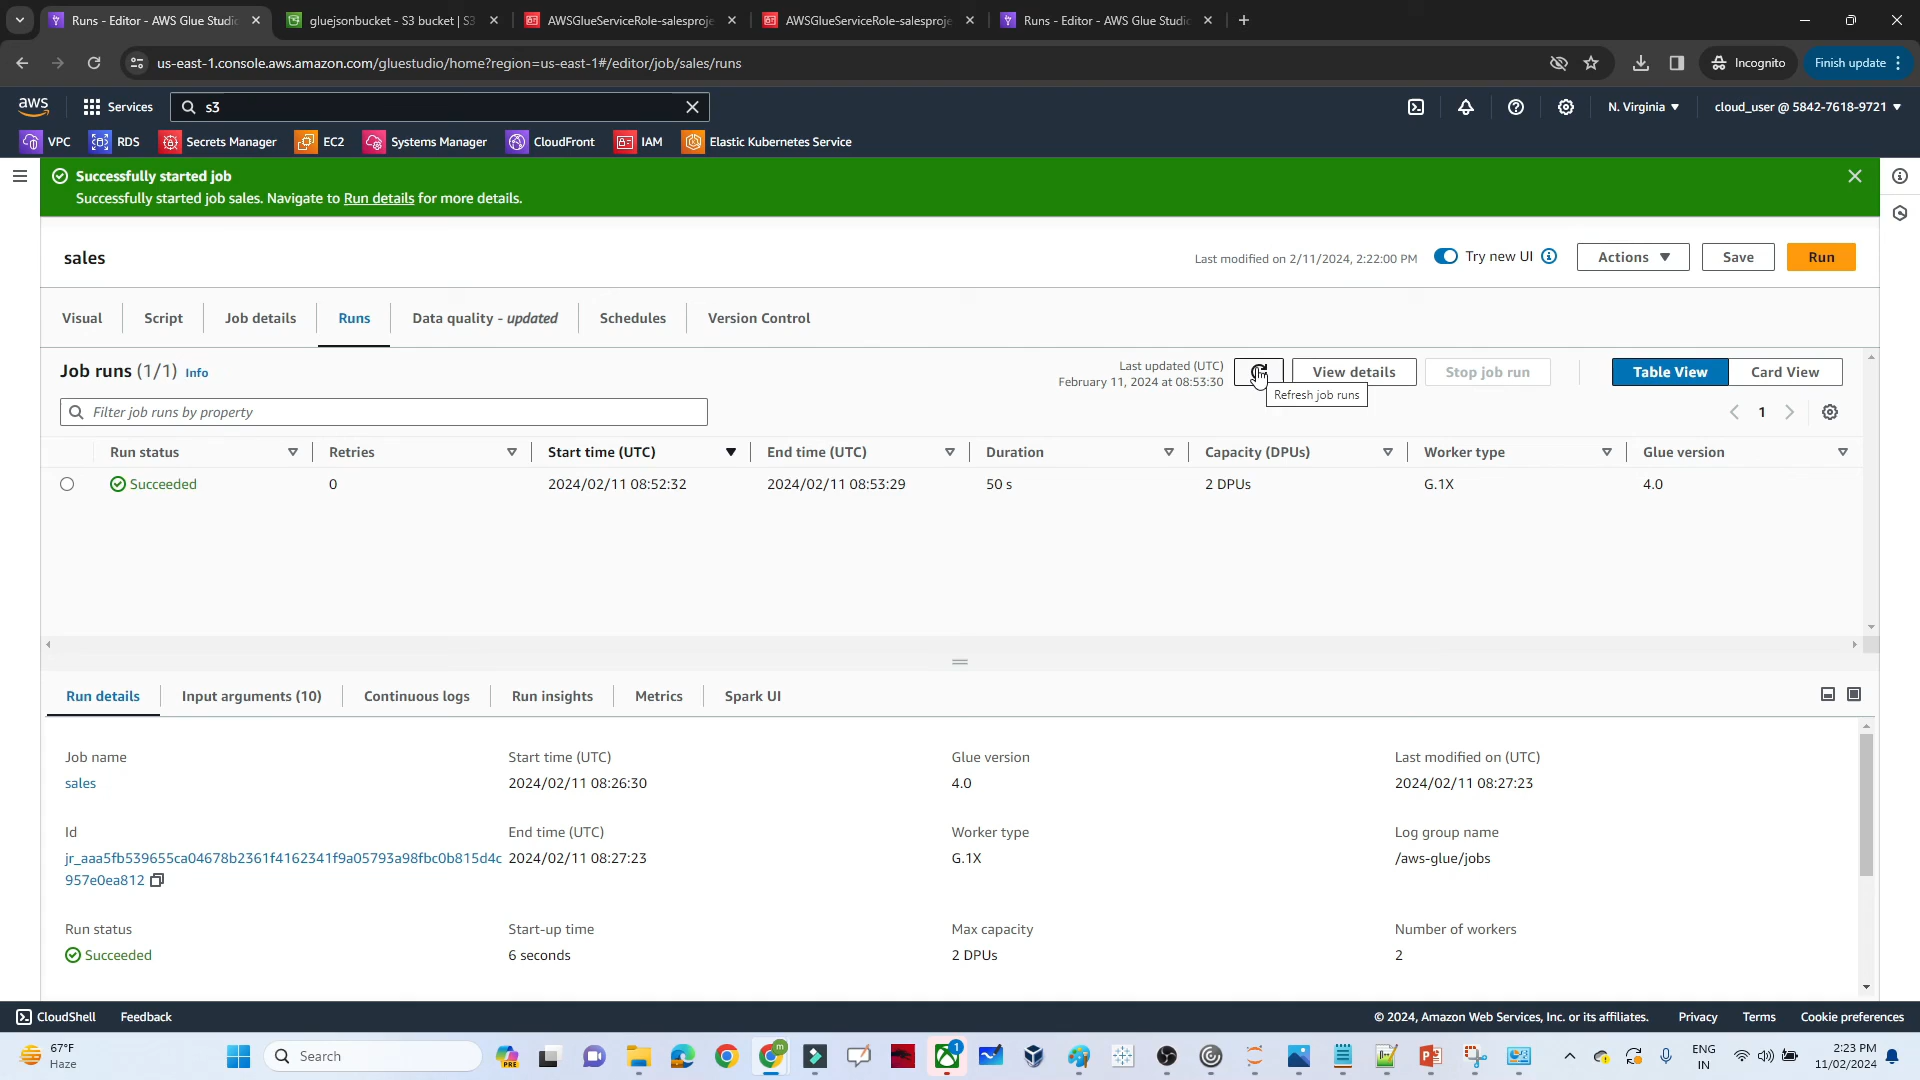 Runs - Editor - AWS Glue Studio
gluejsonbucket - S3 bucket | S3
AWSGlueServiceRole-salesproje
AWSGlueServiceRole-salesproje
Runs - Editor - AWS Glue Studio
us-east-1.console.aws.amazon.com/gluestudio/home?region=us-east-1#/editor/job/sales/runs
Incognito
Finish update
aws
Services
s3
N. Virginia
cloud_user @ 5842-7618-9721
VPC
RDS
Secrets Manager
EC2
Systems Manager
CloudFront
IAM
Elastic Kubernetes Service
Successfully started job
Successfully started job sales. Navigate to Run details for more details.
sales
Last modified on 2/11/2024, 2:22:00 PM
Try new UI
Actions
Save
Run
Visual
Script
Job details
Runs
Data quality - updated
Schedules
Version Control
Job runs (1/1) Info
Last updated (UTC)
February 11, 2024 at 08:53:30
View details
Stop job run
Table View
Card View
Refresh job runs
Filter job runs by property
1
Run status
Retries
Start time (UTC)
End time (UTC)
Duration
Capacity (DPUs)
Worker type
Glue version
Succeeded
0
2024/02/11 08:52:32
2024/02/11 08:53:29
50 s
2 DPUs
G.1X
4.0
Run details
Input arguments (10)
Continuous logs
Run insights
Metrics
Spark UI
Job name
sales
Start time (UTC)
2024/02/11 08:26:30
Glue version
4.0
Last modified on (UTC)
2024/02/11 08:27:23
Id
jr_aaa5fb539655ca04678b2361f4162341f9a05793a98fbc0b815d4c
957e0ea812
End time (UTC)
2024/02/11 08:27:23
Worker type
G.1X
Log group name
/aws-glue/jobs
Run status
Succeeded
Start-up time
6 seconds
Max capacity
2 DPUs
Number of workers
2
CloudShell
Feedback
© 2024, Amazon Web Services, Inc. or its affiliates.
Privacy
Terms
Cookie preferences
67°F
Haze
Search
PRE
m
1
ENG
IN
2:23 PM
11/02/2024